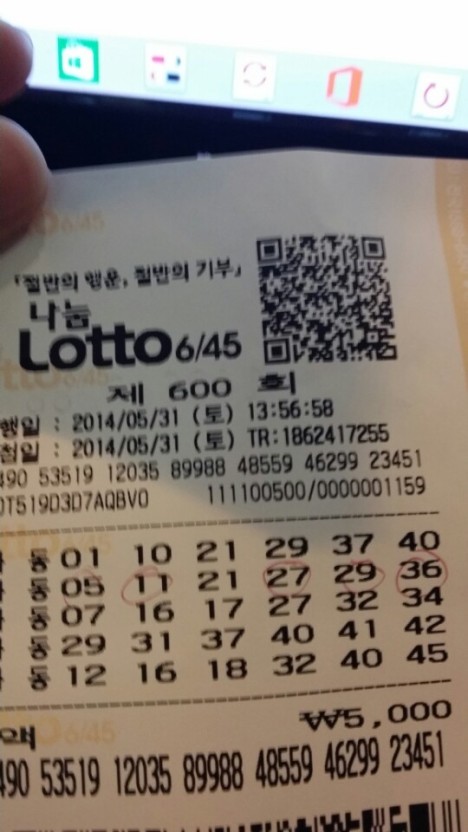 「절반의 행운, 절반의 기부」
나눔
Lotto 6/45
제 600 회
행일 : 2014/05/31 (토) 13:56:58
첨일 : 2014/05/31 (토) TR:1862417255
490 53519 12035 89988 48559 46299 23451
0T519D3D7AQBV0 111100500/0000001159
동 01 10 21 29 37 40
동 05 11 21 27 29 36
동 07 16 17 27 32 34
동 29 31 37 40 41 42
동 12 16 18 32 40 45
액 ₩5,000
490 53519 12035 89988 48559 46299 23451